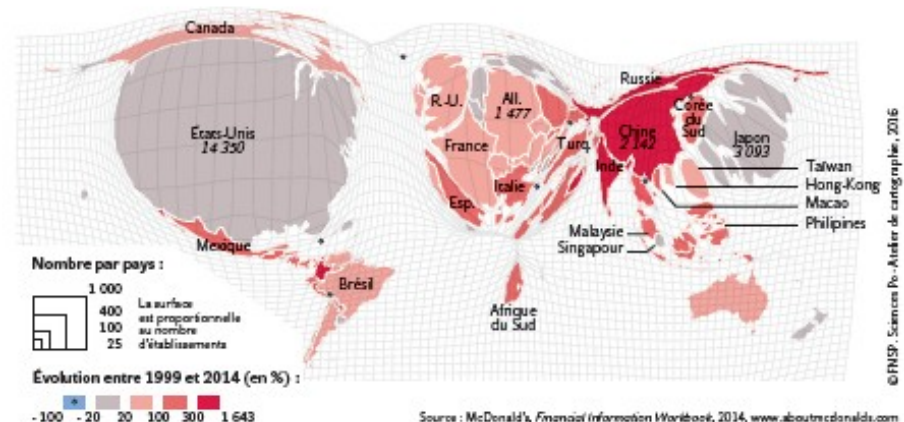 Canada
Russie
R.-U.
All.
1 477
Corée
du
Sud
États-Unis
14 350
Chine
2 142
Japon
3 093
France
Turq.
Inde
Taïwan
Hong-Kong
Macao
Philipines
Esp.
Italie
Mexique
Malaysie
Singapour
Brésil
Afrique
du Sud
Nombre par pays :
1 000
400
100
25
La surface
est proportionnelle
au nombre
d'établissements
Évolution entre 1999 et 2014 (en %) :
- 100 - 20 20 100 300 1 643
Source : McDonald's, Financial Information Workbook, 2014, www.aboutmcdonalds.com
© FNSP. Sciences Po - Atelier de cartographie, 2016